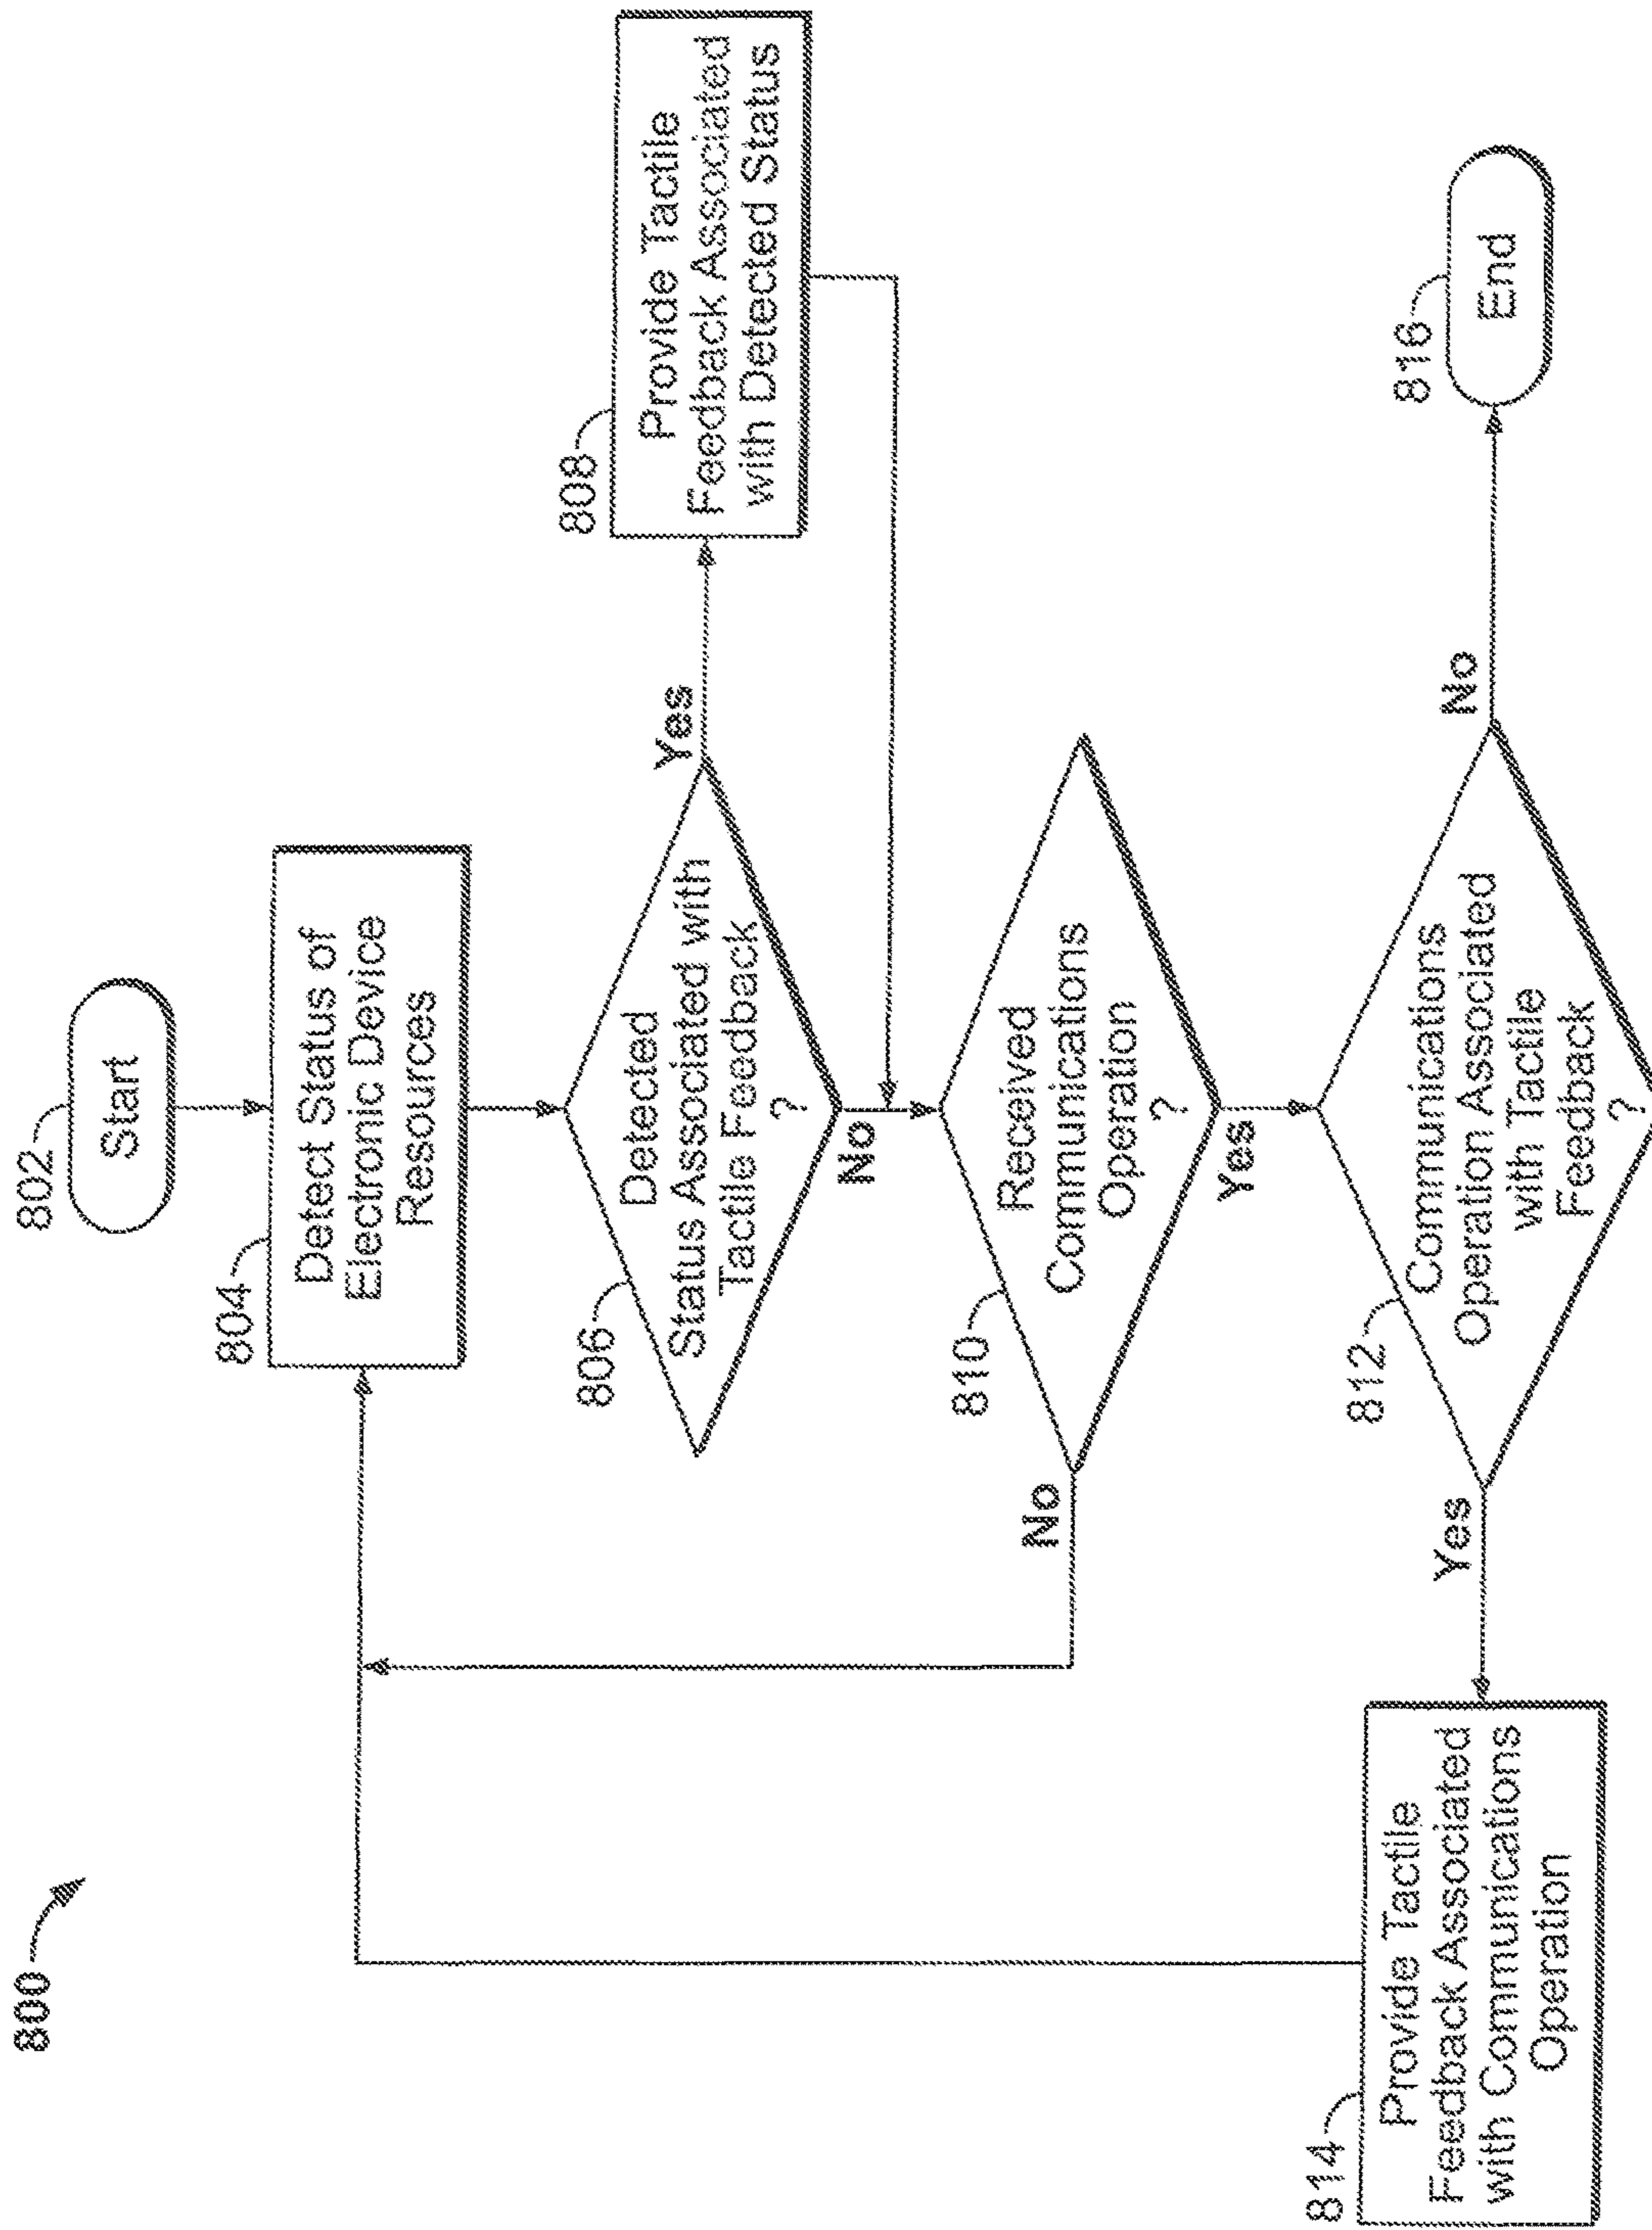 800
802
Start
804
Detect Status of
Electronic Device
Resources
806
Detected
Status Associated with
Tactile Feedback
?
Yes
No
808
Provide Tactile
Feedback Associated
with Detected Status
810
Received
Communications
Operation
?
No
Yes
812
Communications
Operation Associated
with Tactile
Feedback
?
Yes
No
814
Provide Tactile
Feedback Associated
with Communications
Operation
816
End